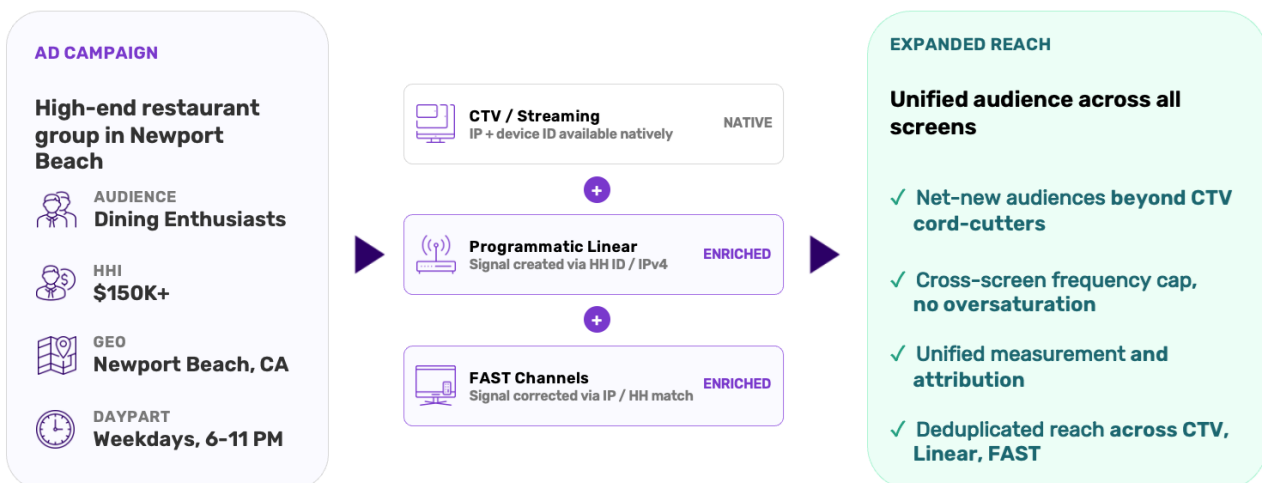 AD CAMPAIGN
High-end restaurant
group in Newport
Beach
AUDIENCE
Dining Enthusiasts
HHI
$150K+
GEO
Newport Beach, CA
DAYPART
Weekdays, 6-11 PM
CTV / Streaming
IP + device ID available natively
NATIVE
+
Programmatic Linear
Signal created via HH ID / IPv4
ENRICHED
+
FAST Channels
Signal corrected via IP / HH match
ENRICHED
EXPANDED REACH
Unified audience across all
screens
✓ Net-new audiences beyond CTV
cord-cutters
✓ Cross-screen frequency cap,
no oversaturation
✓ Unified measurement and
attribution
✓ Deduplicated reach across CTV,
Linear, FAST